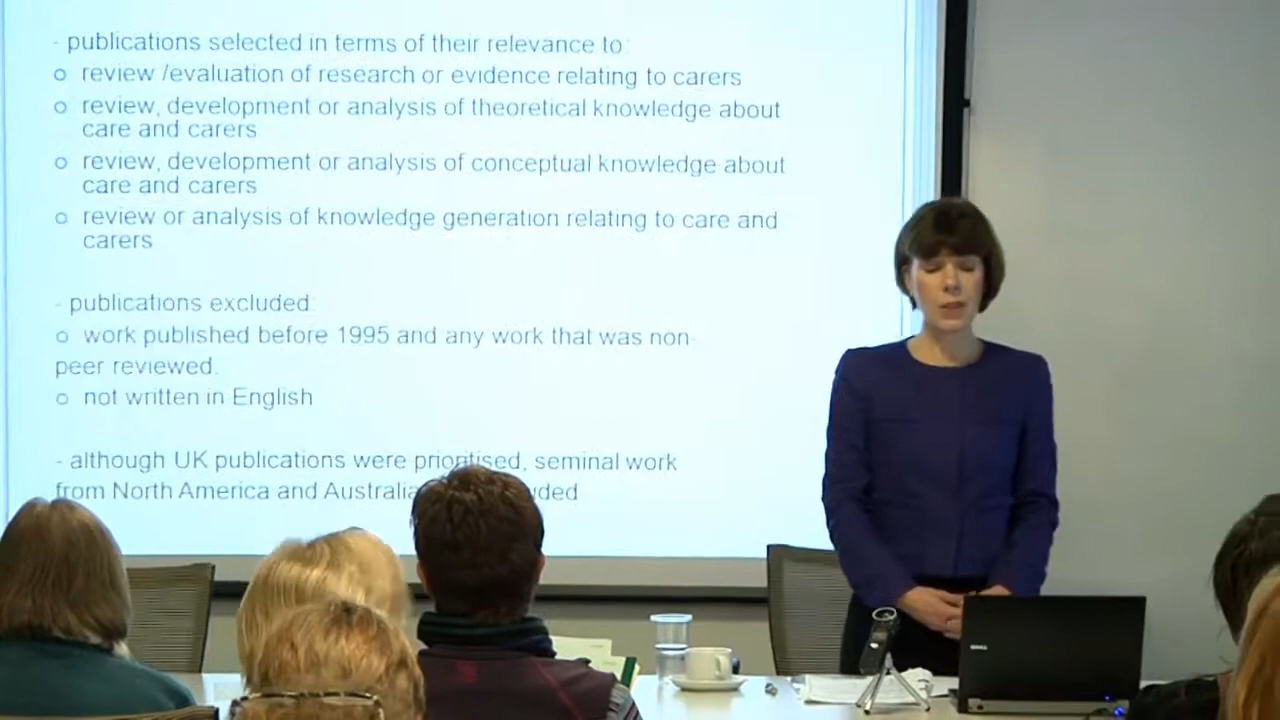 - publications selected in terms of their relevance to:
o review /evaluation of research or evidence relating to carers
o review, development or analysis of theoretical knowledge about
care and carers
o review, development or analysis of conceptual knowledge about
care and carers
o review or analysis of knowledge generation relating to care and
carers
- publications excluded:
o work published before 1995 and any work that was non-
peer reviewed.
o not written in English
- although UK publications were prioritised, seminal work
from North America and Australia uded
DELL